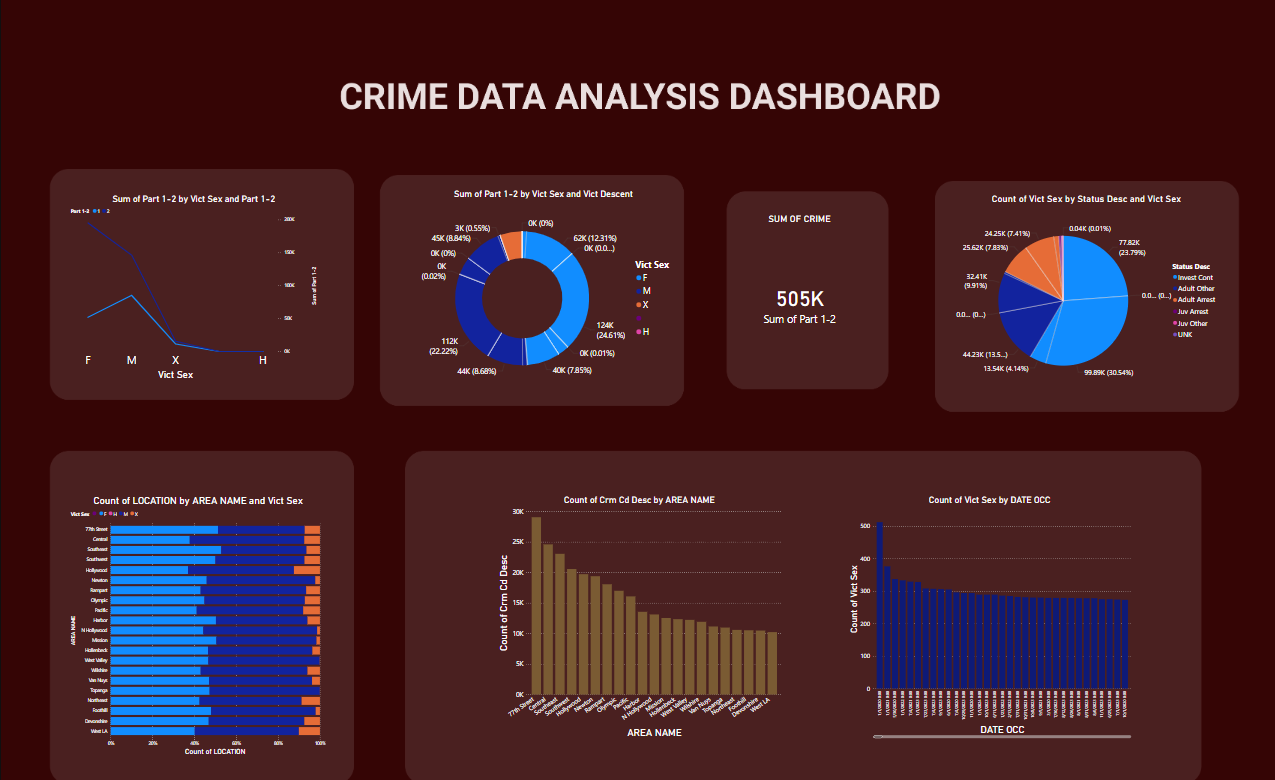 CRIME DATA ANALYSIS DASHBOARD
Sum of Part 1-2 by Vict Sex and Part 1-2
Part 1-2 1 2
200K
150K
100K
50K
0K
Sum of Part 1-2
F M X H
Vict Sex
Sum of Part 1-2 by Vict Sex and Vict Descent
0K (0%)
62K (12.31%)
0K (0.0...)
124K
(24.61%)
0K (0.01%)
40K (7.85%)
44K (8.68%)
112K
(22.22%)
0K
(0.02%)
0K (0%)
45K (8.84%)
3K (0.55%)
Vict Sex
F
M
X
H
SUM OF CRIME
505K
Sum of Part 1-2
Count of Vict Sex by Status Desc and Vict Sex
0.04K (0.01%)
77.82K
(23.79%)
0.0... (0...)
99.89K (30.54%)
13.54K (4.14%)
44.23K (13.5...)
0.0... (0...)
32.41K
(9.91%)
25.62K (7.83%)
24.25K (7.41%)
Status Desc
Invest Cont
Adult Other
Adult Arrest
Juv Arrest
Juv Other
UNK
Count of LOCATION by AREA NAME and Vict Sex
Vict Sex F H M X
77th Street
Central
Southeast
Southwest
Hollywood
Newton
Rampart
Olympic
Pacific
Harbor
N Hollywood
Mission
Hollenbeck
West Valley
Wilshire
Van Nuys
Topanga
Northeast
Foothill
Devonshire
West LA
AREA NAME
0% 20% 40% 60% 80% 100%
Count of LOCATION
Count of Crm Cd Desc by AREA NAME
30K
25K
20K
15K
10K
5K
0K
Count of Crm Cd Desc
77th Street
Central
Southeast
Southwest
Hollywood
Newton
Rampart
Olympic
Pacific
Harbor
N Hollywood
Mission
Hollenbeck
West Valley
Wilshire
Van Nuys
Topanga
Northeast
Foothill
Devonshire
West LA
AREA NAME
Count of Vict Sex by DATE OCC
500
400
300
200
100
0
Count of Vict Sex
DATE OCC